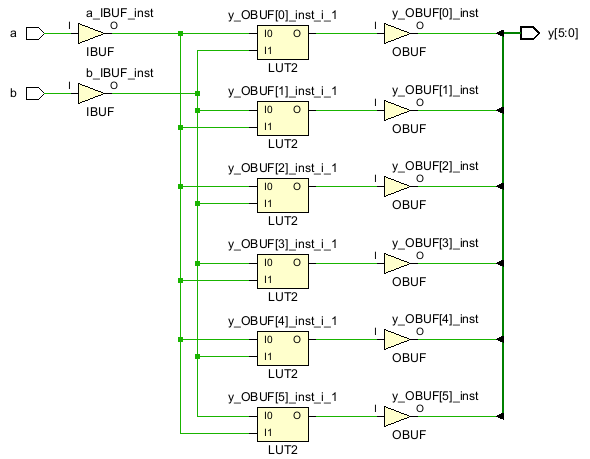 a_IBUF_inst y_OBUF[0]_inst_i_1 y_OBUF[0]_inst
a I O I0 O I O y[5:0]
IBUF I1 OBUF
b_IBUF_inst LUT2
b I O y_OBUF[1]_inst_i_1 y_OBUF[1]_inst
IBUF I0 O I O
I1 OBUF
LUT2
y_OBUF[2]_inst_i_1 y_OBUF[2]_inst
I0 O I O
I1 OBUF
LUT2
y_OBUF[3]_inst_i_1 y_OBUF[3]_inst
I0 O I O
I1 OBUF
LUT2
y_OBUF[4]_inst_i_1 y_OBUF[4]_inst
I0 O I O
I1 OBUF
LUT2
y_OBUF[5]_inst_i_1 y_OBUF[5]_inst
I0 O I O
I1 OBUF
LUT2